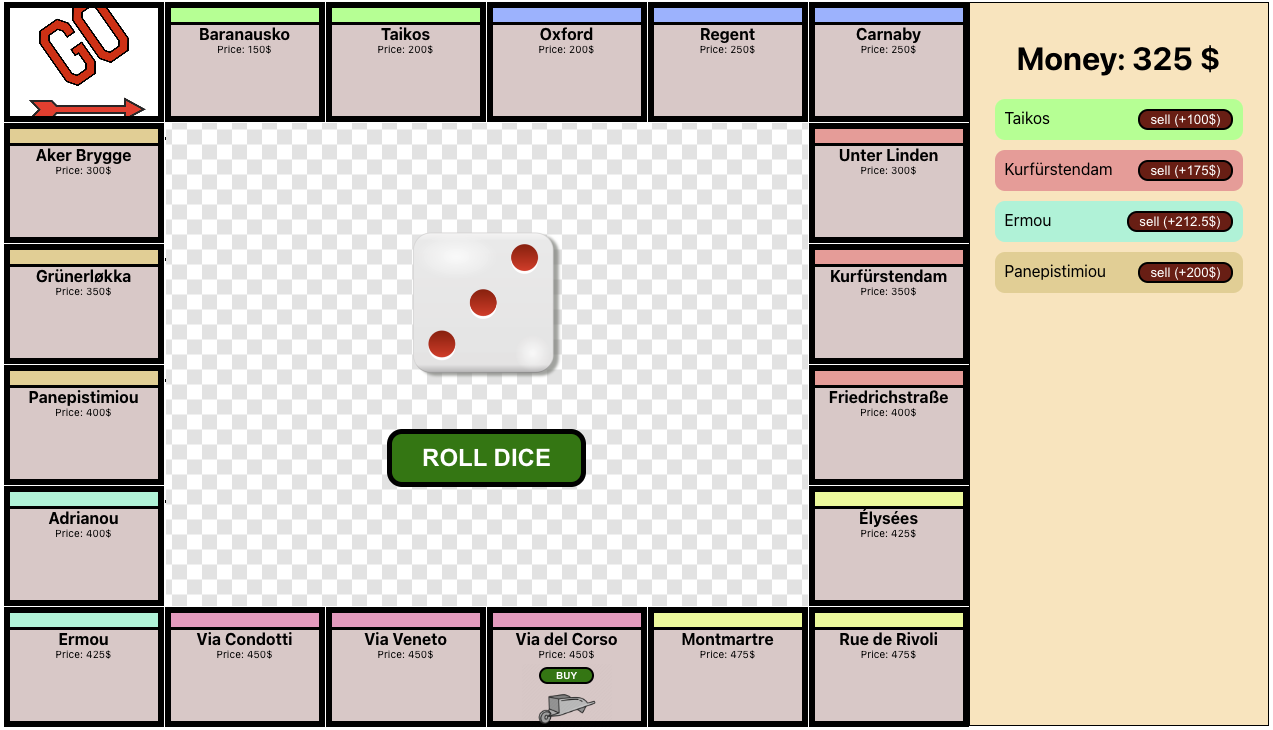 GO
Baranausko
Price: 150$
Taikos
Price: 200$
Oxford
Price: 200$
Regent
Price: 250$
Carnaby
Price: 250$
Money: 325 $
Taikos
sell (+100$)
Kurfürstendam
sell (+175$)
Ermou
sell (+212.5$)
Panepistimiou
sell (+200$)
Aker Brygge
Price: 300$
Unter Linden
Price: 300$
Grünerløkka
Price: 350$
Kurfürstendam
Price: 350$
Panepistimiou
Price: 400$
Friedrichstraße
Price: 400$
ROLL DICE
Adrianou
Price: 400$
Élysées
Price: 425$
Ermou
Price: 425$
Via Condotti
Price: 450$
Via Veneto
Price: 450$
Via del Corso
Price: 450$
BUY
Montmartre
Price: 475$
Rue de Rivoli
Price: 475$